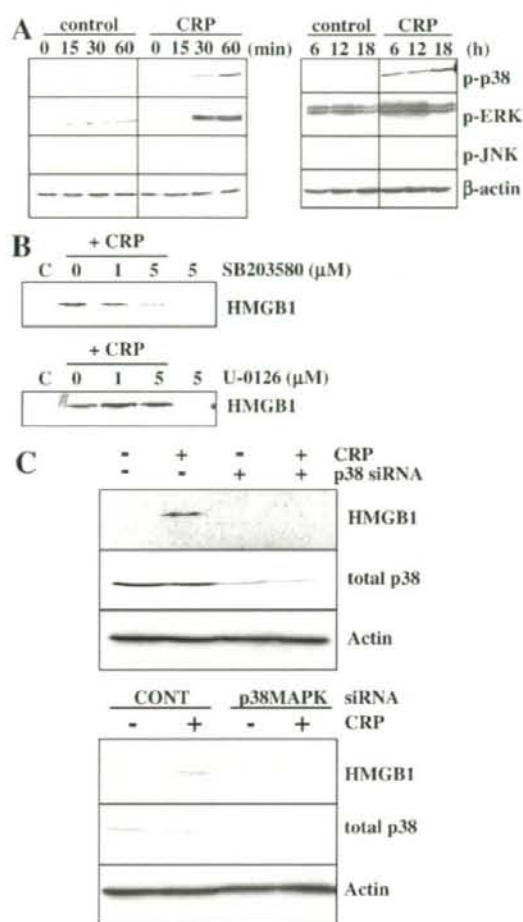 A
control CRP
0 15 30 60 0 15 30 60 (min)
control CRP
6 12 18 6 12 18 (h)
p-p38
p-ERK
p-JNK
β-actin
B
+ CRP
C 0 1 5 5 SB203580 (μM)
HMGB1
+ CRP
C 0 1 5 5 U-0126 (μM)
HMGB1
C
- + - + CRP
- - + + p38 siRNA
HMGB1
total p38
Actin
CONT p38MAPK siRNA
- + - + CRP
HMGB1
total p38
Actin